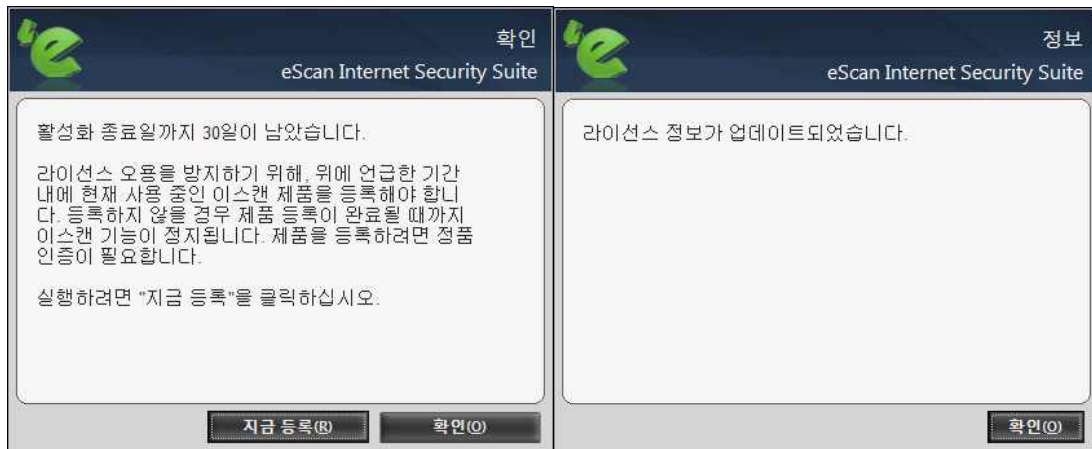 확인
eScan Internet Security Suite
활성화 종료일까지 30일이 남았습니다.
라이선스 오용을 방지하기 위해, 위에 언급한 기간
내에 현재 사용 중인 이스캔 제품을 등록해야 합니
다. 등록하지 않을 경우 제품 등록이 완료될 때까지
이스캔 기능이 정지됩니다. 제품을 등록하려면 정품
인증이 필요합니다.
실행하려면 "지금 등록"을 클릭하십시오.
지금 등록(R)
확인(O)
정보
eScan Internet Security Suite
라이선스 정보가 업데이트되었습니다.
확인(O)